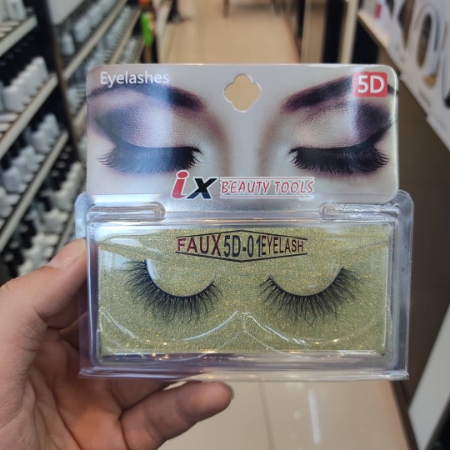 Eyelashes
5D
ix BEAUTY TOOLS
FAUX5D-01EYELASH